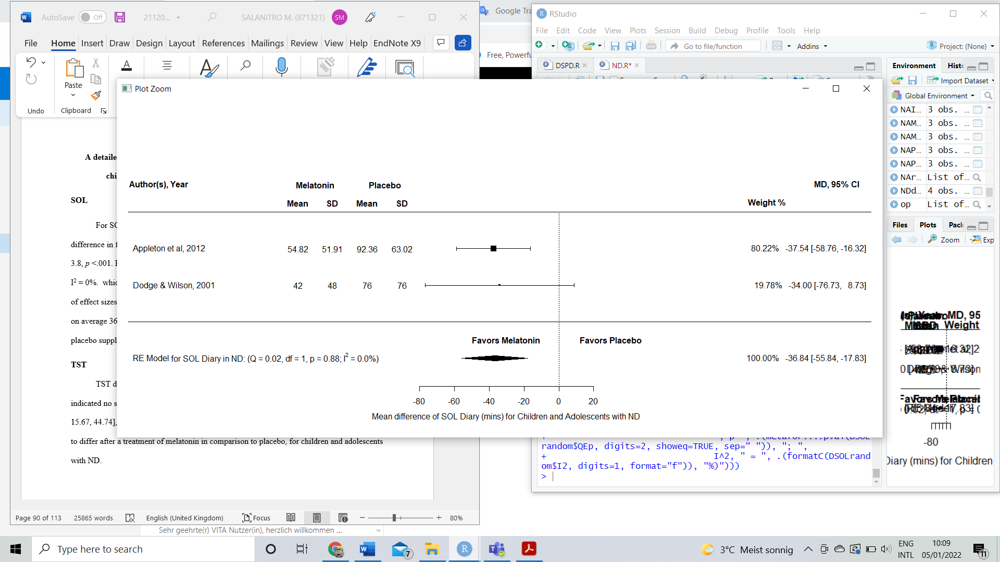 AutoSave Off 21120... SALANITRO M. (871321) SM
File Home Insert Draw Design Layout References Mailings Review View Help EndNote X9
Paste
Undo Clipboard
Google Tra
Free, Powerfu
RStudio
File Edit Code View Plots Session Build Debug Profile Tools Help
Go to file/function Addins Project: (None)
DSPD.R ND.R*
Environment Histo
Import Dataset
Global Environment
NAI... 3 obs. ...
NAM... 3 obs. ...
NAM... 3 obs. ...
NAP... 3 obs. ...
NAP... 3 obs. ...
NAr... List of...
NDd... 4 obs. ...
op List of...
Files Plots Pack
Zoom Exp
Plot Zoom
Author(s), Year Melatonin Placebo MD, 95% CI
Mean SD Mean SD Weight %
Appleton et al, 2012 54.82 51.91 92.36 63.02 80.22% -37.54 [-58.76, -16.32]
Dodge & Wilson, 2001 42 48 76 76 19.78% -34.00 [-76.73, 8.73]
Favors Melatonin Favors Placebo
RE Model for SOL Diary in ND: (Q = 0.02, df = 1, p = 0.88; I² = 0.0%) 100.00% -36.84 [-55.84, -17.83]
-80 -60 -40 -20 0 20
Mean difference of SOL Diary (mins) for Children and Adolescents with ND
A detaile
chi
SOL
For SO
difference in f
3.8, p <.001.
I² = 0%. whic
of effect sizes
on average 36
placebo suppl
TST
TST d
indicated no s
15.67, 44.74],
to differ after a treatment of melatonin in comparison to placebo, for children and adolescents
with ND.
random$QEp, digits=2, showeq=TRUE, sep=" ")), "; ",
+ I^2, " = ", .(formatC(DSOLrand
om$I2, digits=1, format="f")), "%)")))
>
MD, 95
Weight
-80
Diary (mins) for Children
Page 90 of 113 25865 words English (United Kingdom) Focus 80%
Sehr geehrte(r) VITA Nutzer(in), herzlich willkommen ...
Type here to search 7 3°C Meist sonnig ENG INTL 10:09 05/01/2022 11